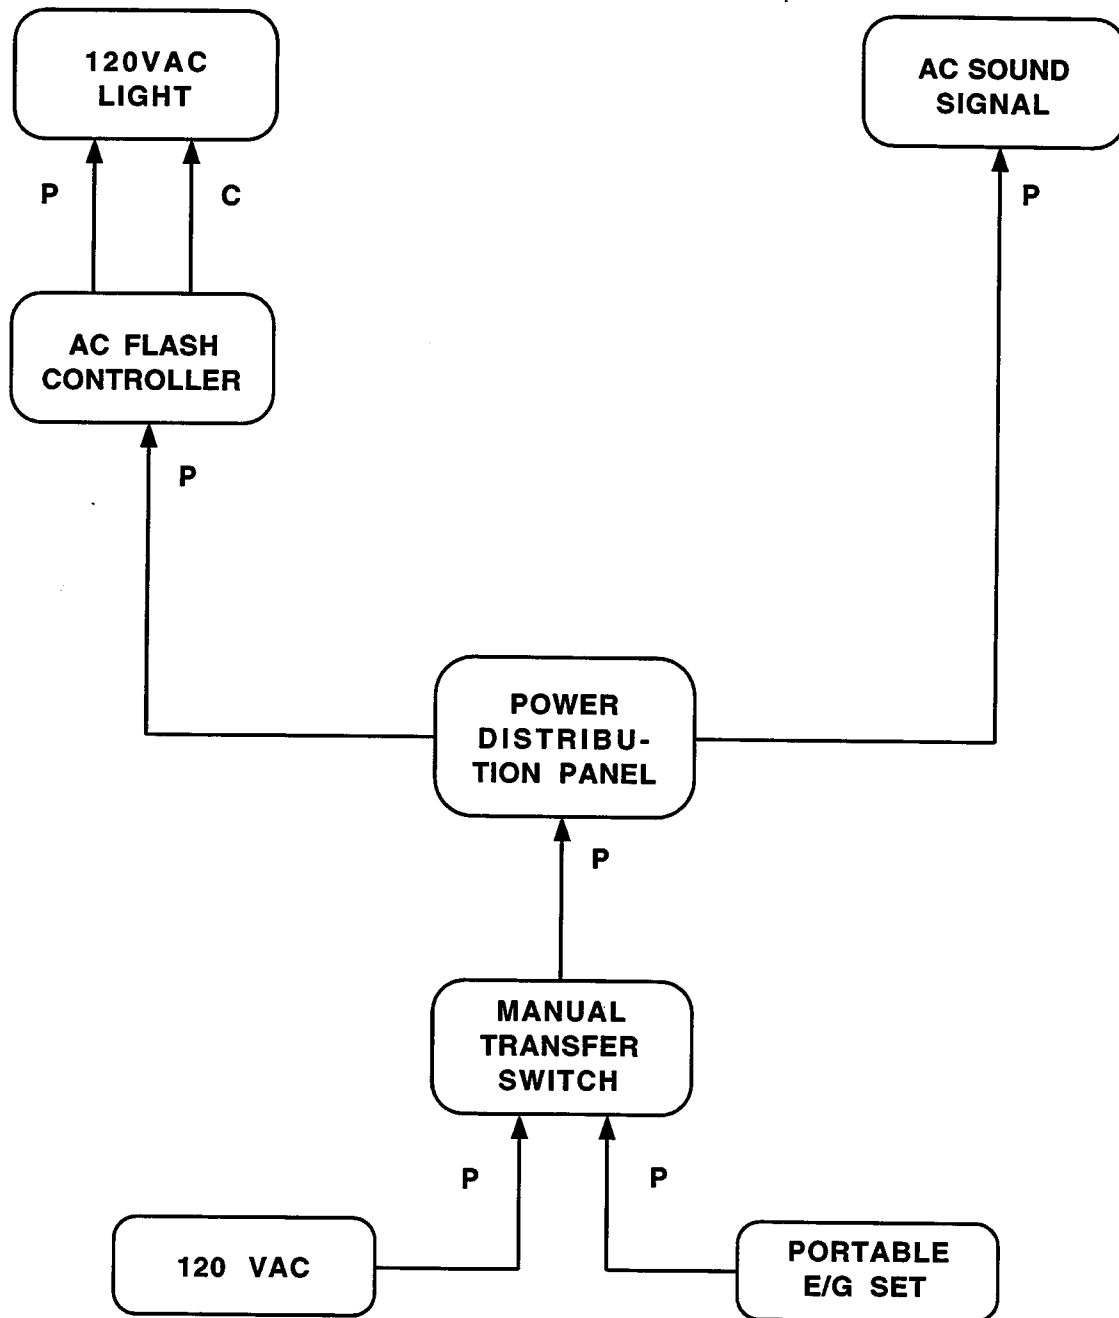 120VAC
LIGHT
AC SOUND
SIGNAL
P
C
P
AC FLASH
CONTROLLER
P
POWER
DISTRIBU-
TION PANEL
P
MANUAL
TRANSFER
SWITCH
P
P
120 VAC
PORTABLE
E/G SET